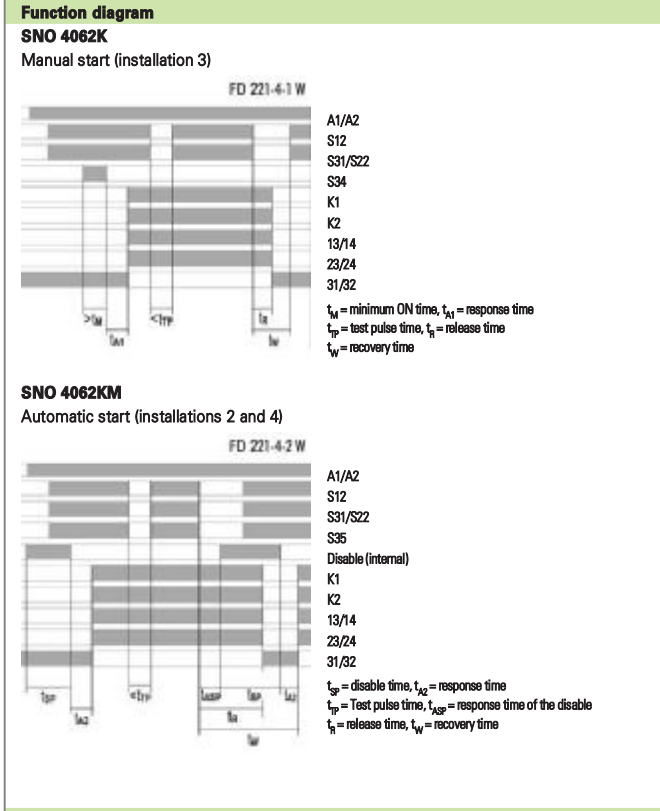 Function diagram
SNO 4062K
Manual start (installation 3)
FD 221-4-1 W
A1/A2
S12
S31/S22
S34
K1
K2
13/14
23/24
31/32
>tM
<tTP
tR
tA1
tW
tM = minimum ON time, tA1 = response time
tTP = test pulse time, tR = release time
tW = recovery time
SNO 4062KM
Automatic start (installations 2 and 4)
FD 221-4-2 W
A1/A2
S12
S31/S22
S35
Disable (internal)
K1
K2
13/14
23/24
31/32
tSP
<tTP
tASP
tSP
tA2
tA2
tR
tW
tSP = disable time, tA2 = response time
tTP = Test pulse time, tASP = response time of the disable
tR = release time, tW = recovery time